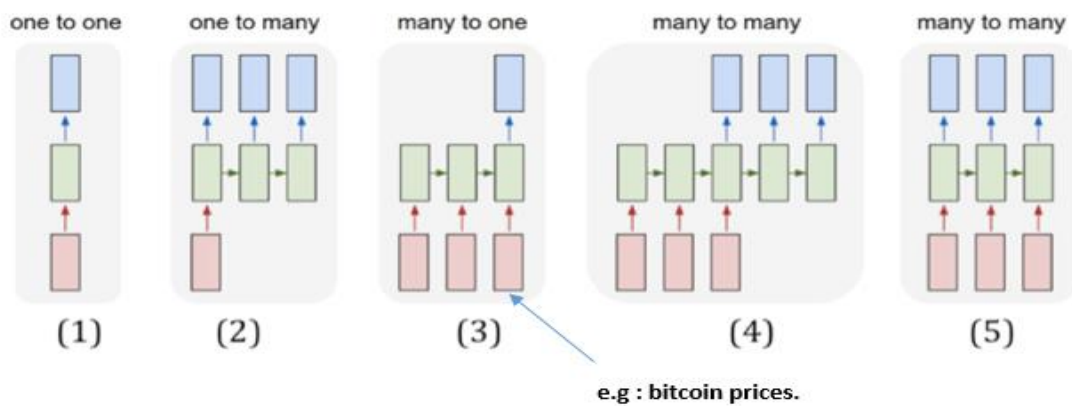 one to one one to many many to one many to many many to many
(1) (2) (3) (4) (5)
e.g : bitcoin prices.